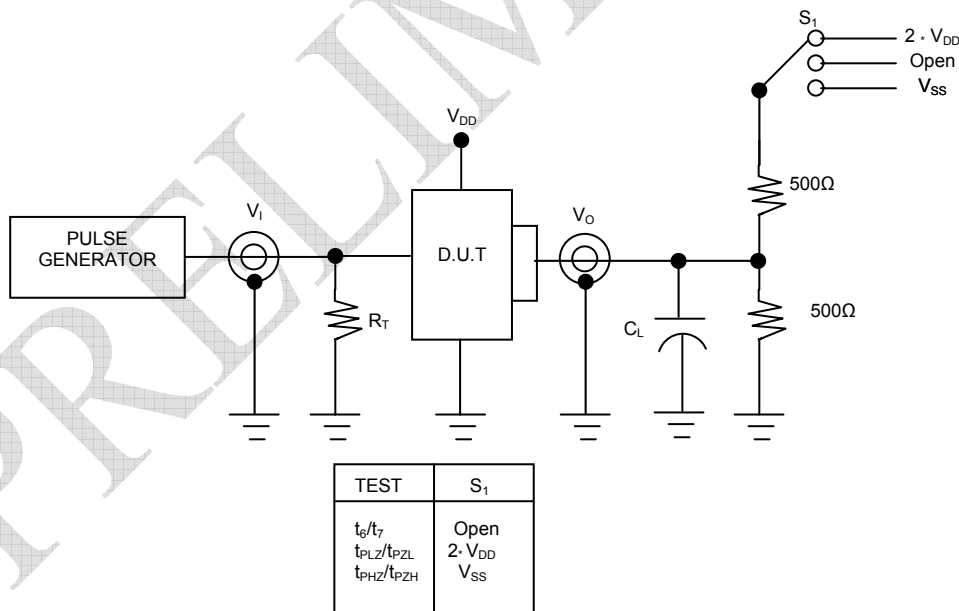 S1
2 · VDD
Open
VSS
VDD
500Ω
PULSE
GENERATOR
VI
D.U.T
VO
RT
CL
500Ω
TEST S1
t6/t7 Open
tPLZ/tPZL 2· VDD
tPHZ/tPZH VSS
PRELIM